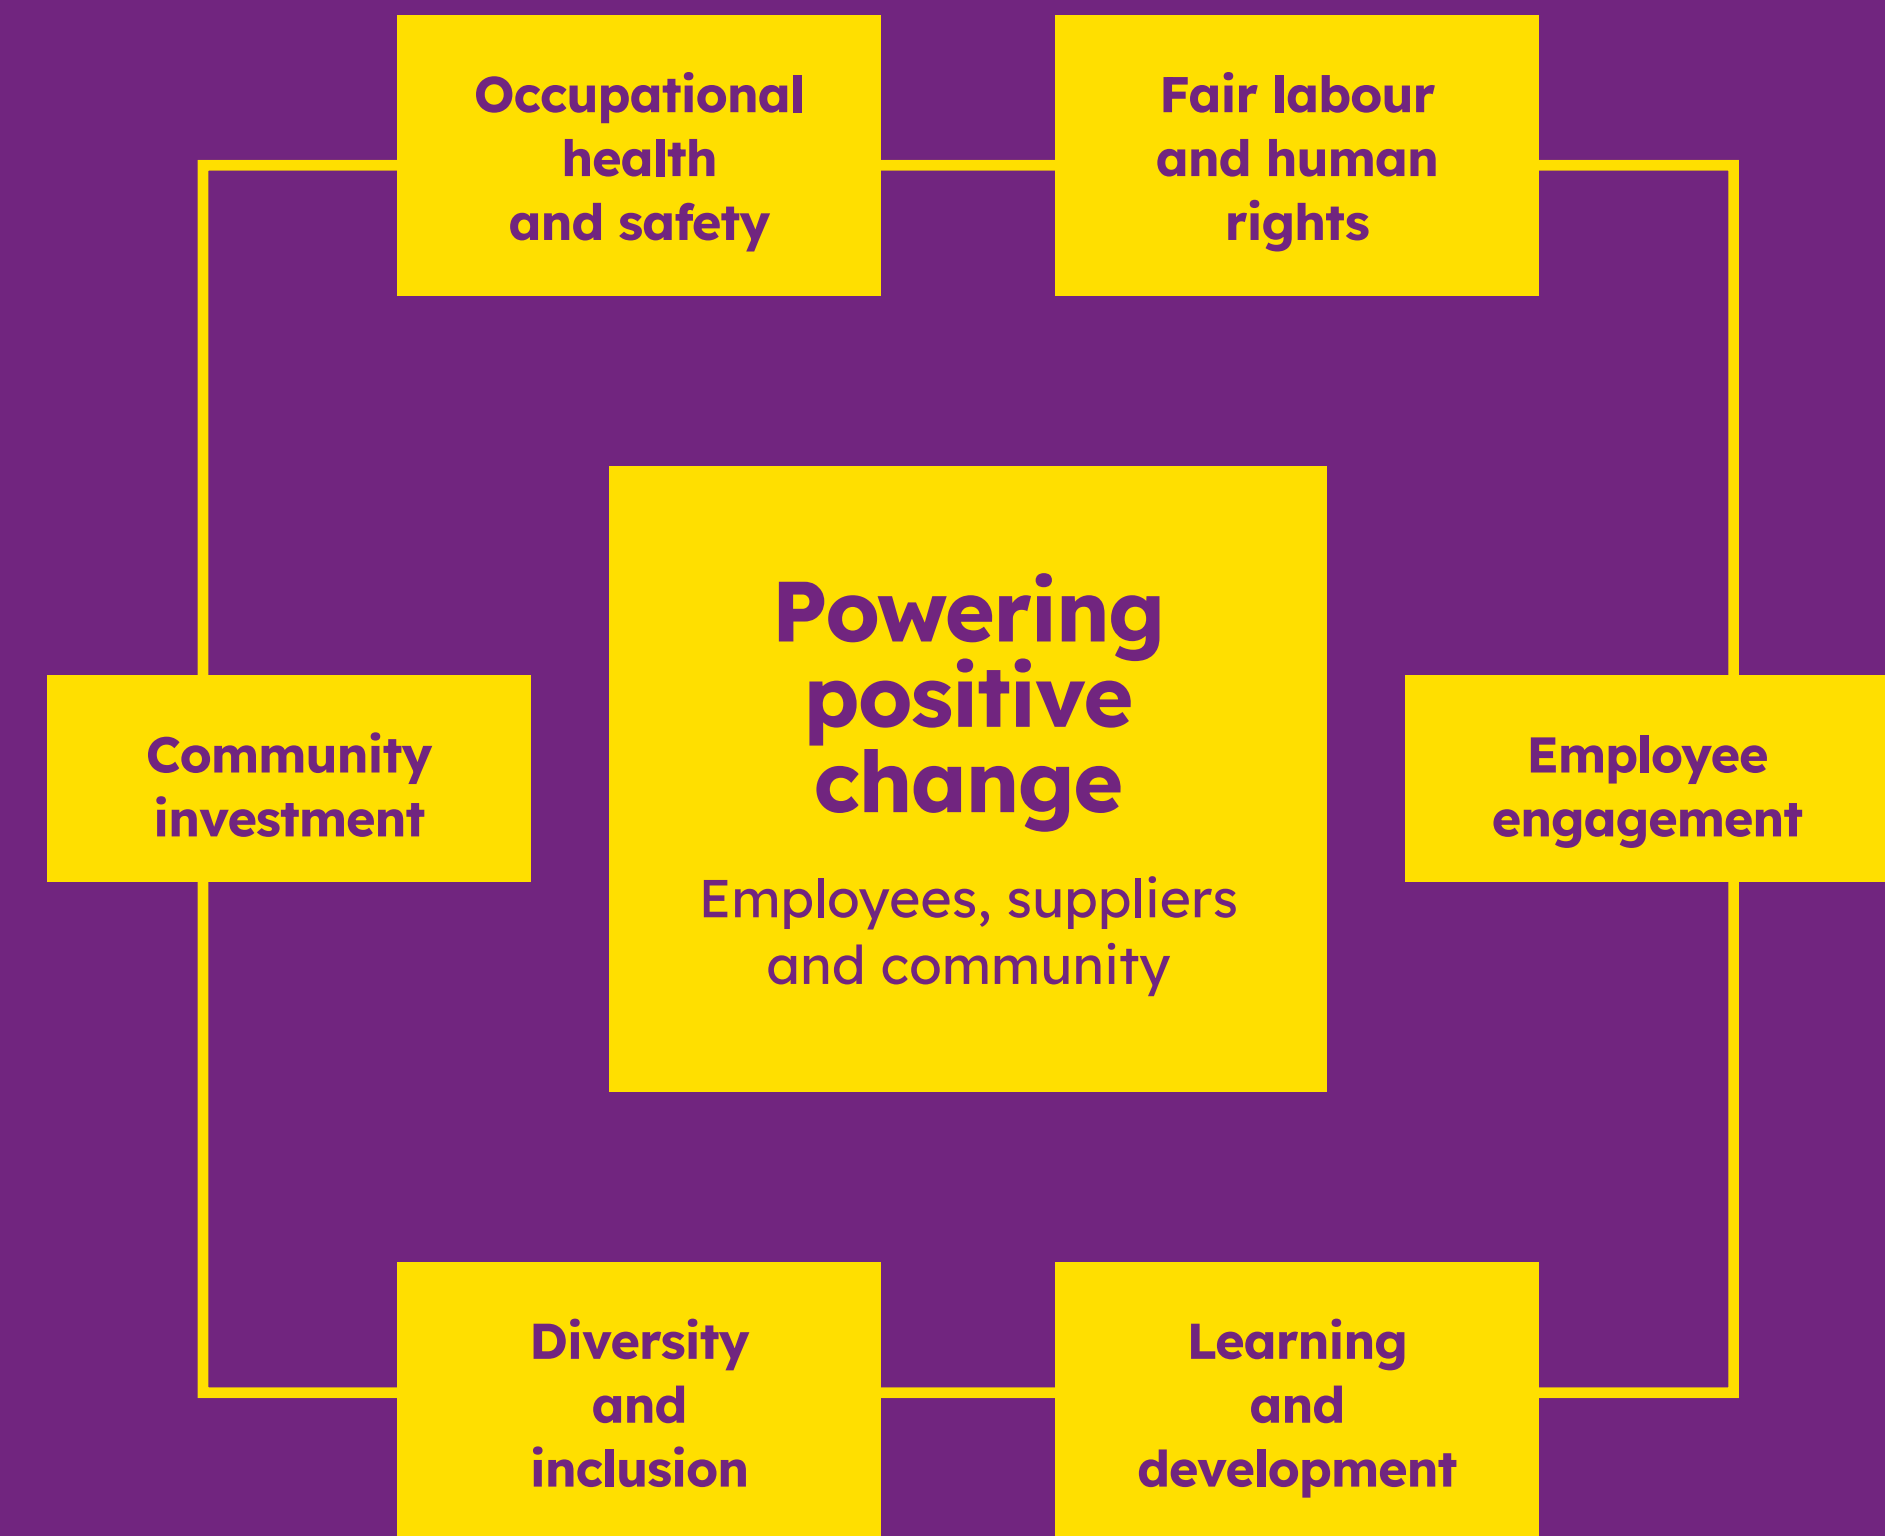 Occupational
health
and safety
Fair labour
and human
rights
Community
investment
Powering
positive
change
Employees, suppliers
and community
Employee
engagement
Diversity
and
inclusion
Learning
and
development